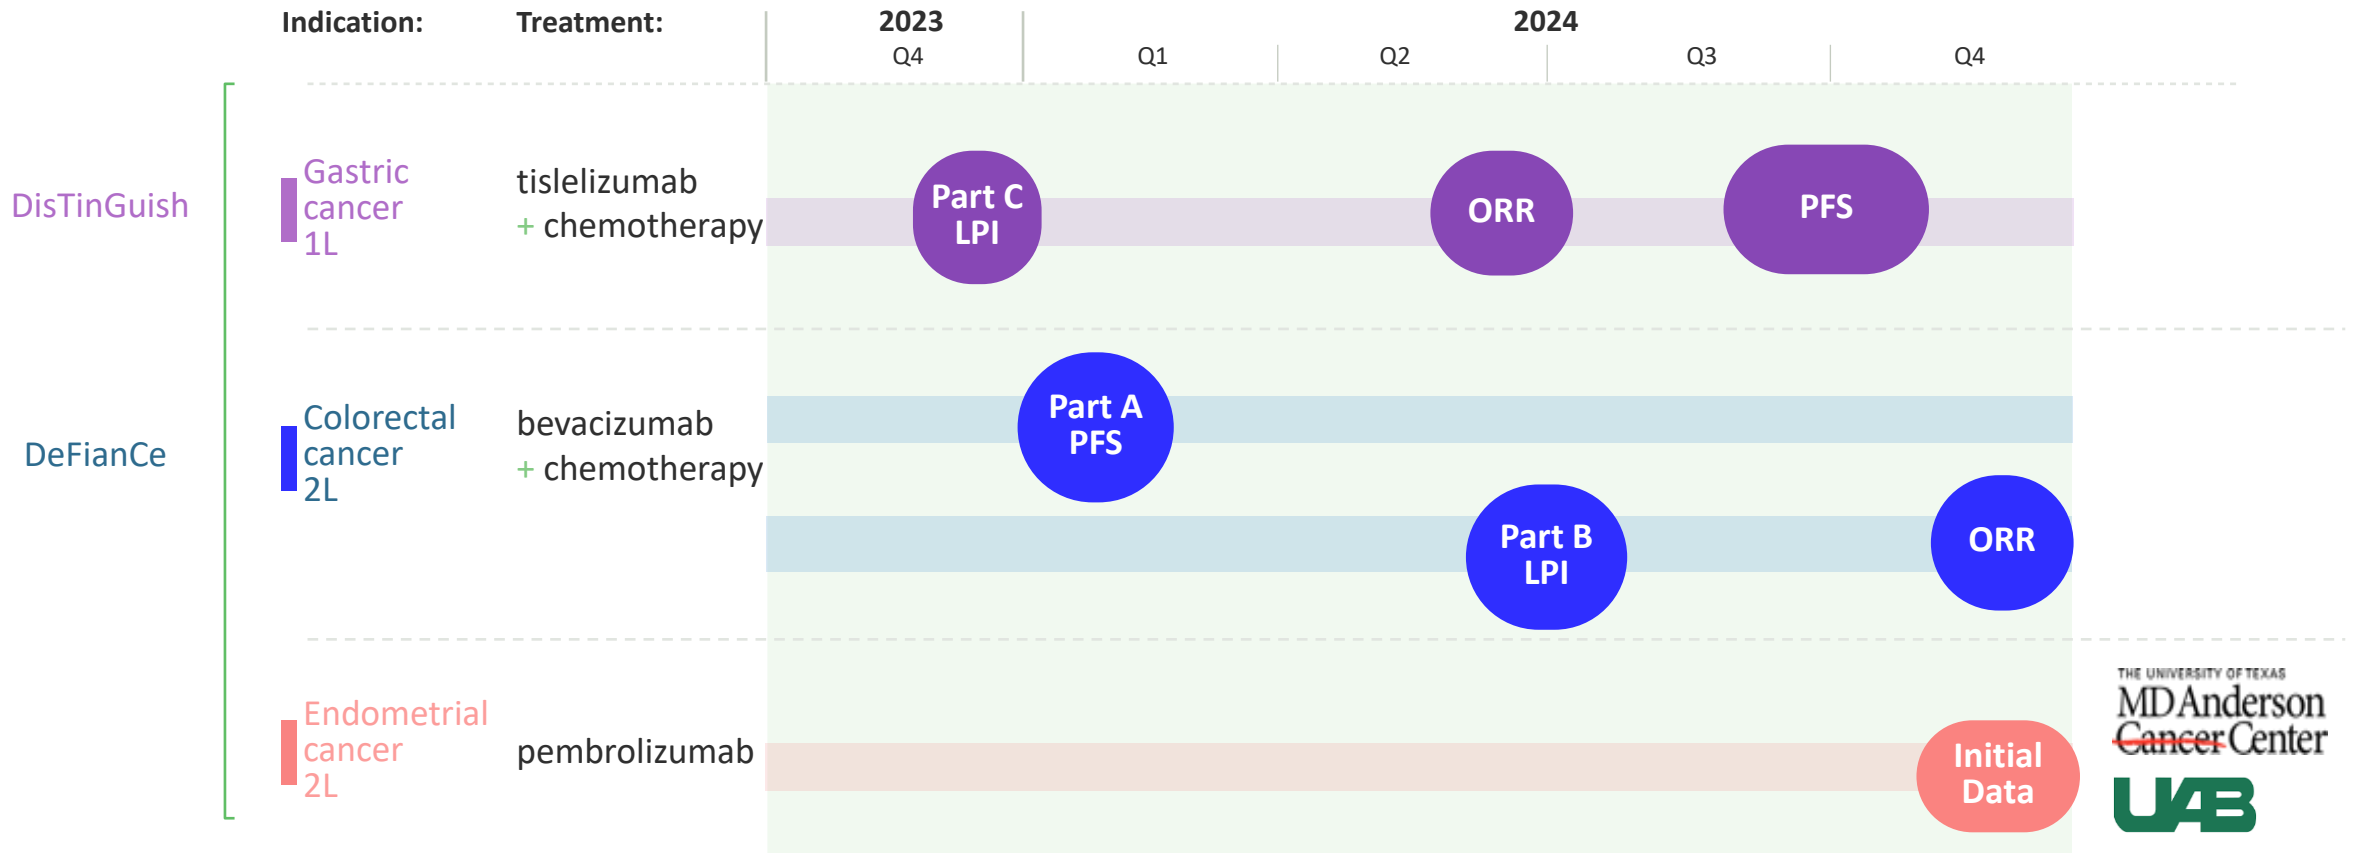 Indication:
Treatment:
2023
2024
Q4
Q1
Q2
Q3
Q4
DisTinGuish
Gastric
cancer
1L
tislelizumab
+ chemotherapy
Part C
LPI
ORR
PFS
DeFianCe
Colorectal
cancer
2L
bevacizumab
+ chemotherapy
Part A
PFS
Part B
LPI
ORR
Endometrial
cancer
2L
pembrolizumab
Initial
Data
THE UNIVERSITY OF TEXAS
MD Anderson
Cancer Center
UAB